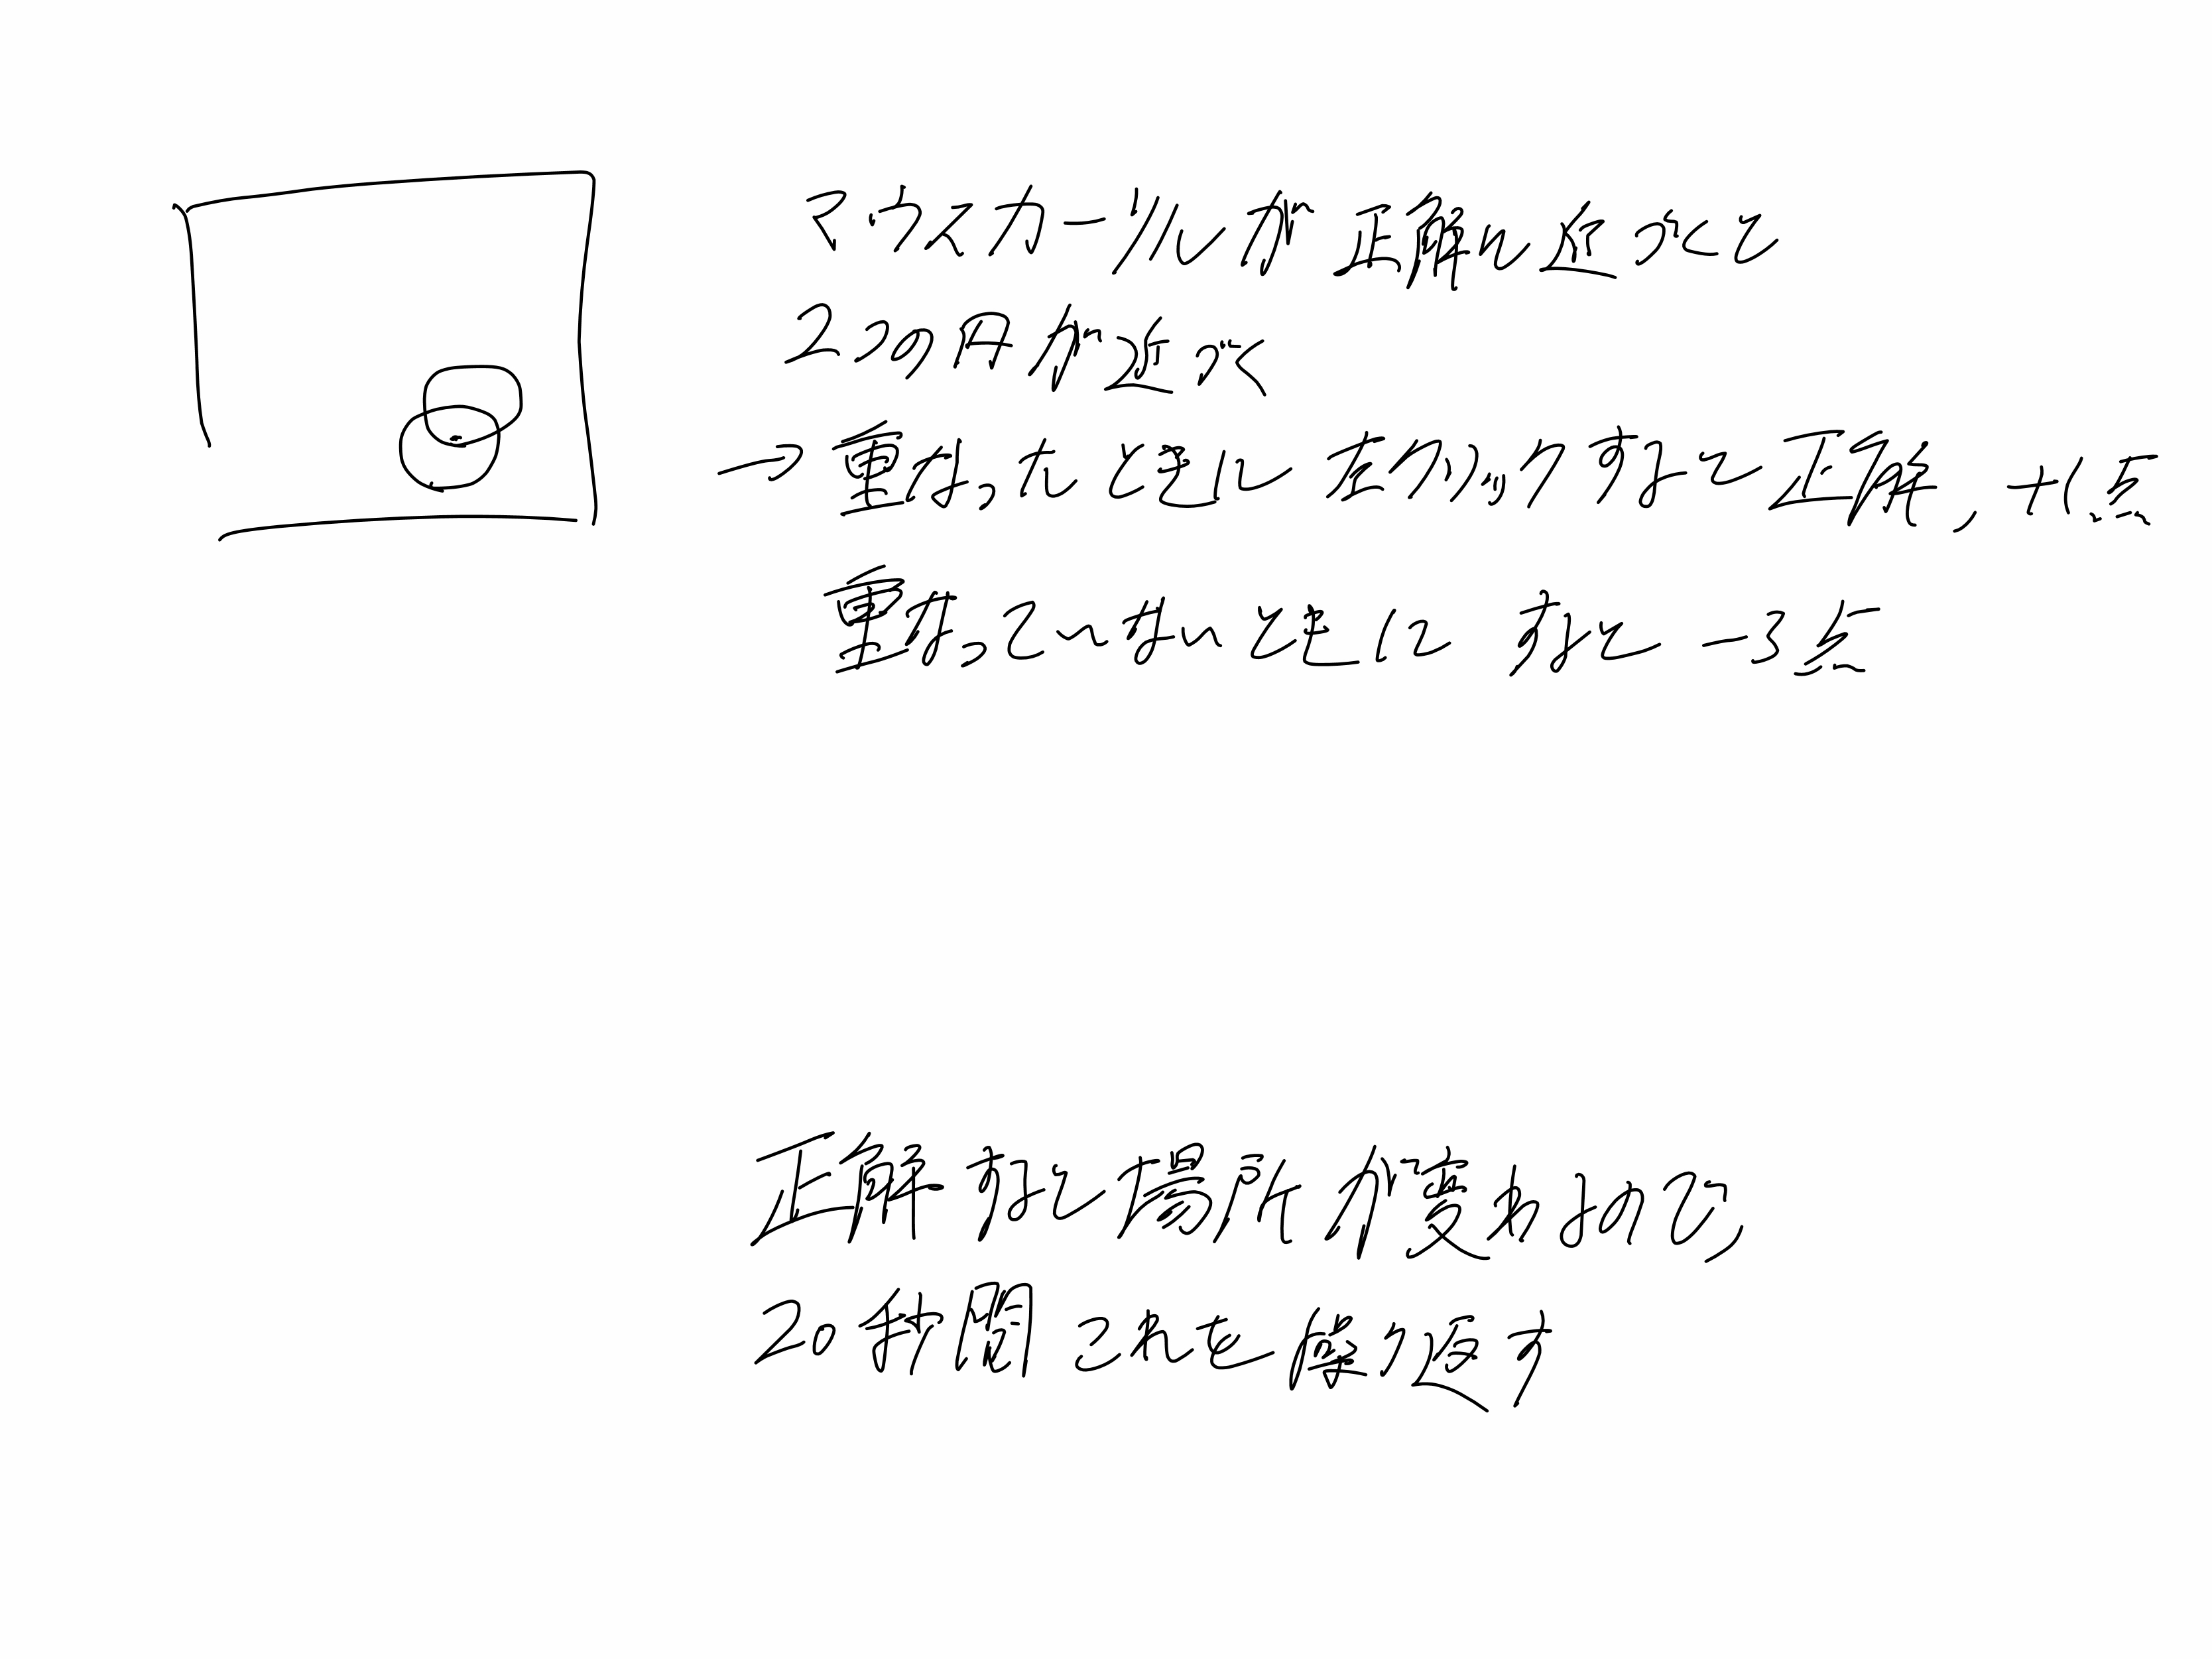 マウスカーソルが正解に近づくと
2つの円が近づく
→重なったときに左クリックすると正解,+1点
重なっていないときにすると -3点
正解すると場所が変わるので,
20秒間これを繰り返す